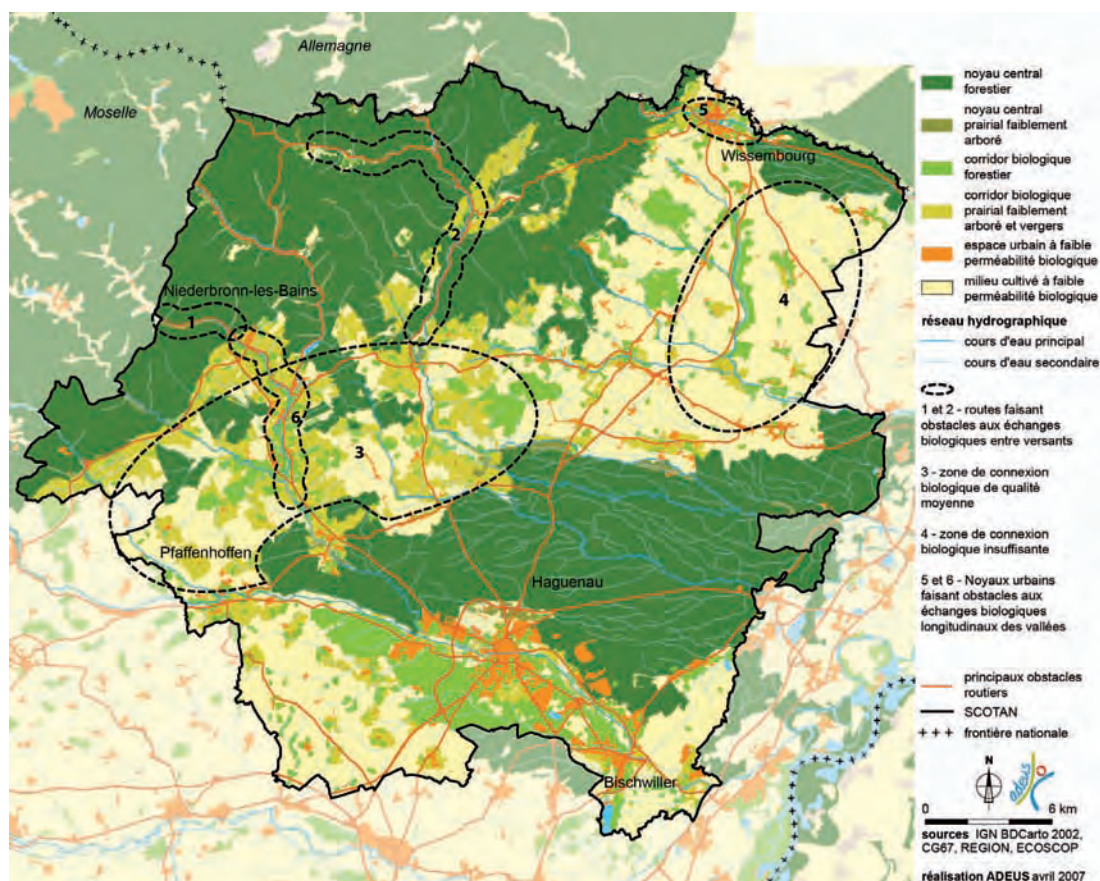 Allemagne
Moselle
5
Wissembourg
2
Niederbronn-les-Bains
1
4
6
3
Pfaffenhoffen
Haguenau
Bischwiller
noyau central
forestier
noyau central
prairial faiblement
arboré
corridor biologique
forestier
corridor biologique
prairial faiblement
arboré et vergers
espace urbain à faible
perméabilité biologique
milieu cultivé à faible
perméabilité biologique
réseau hydrographique
cours d'eau principal
cours d'eau secondaire
1 et 2 - routes faisant
obstacles aux échanges
biologiques entre versants
3 - zone de connexion
biologique de qualité
moyenne
4 - zone de connexion
biologique insuffisante
5 et 6 - Noyaux urbains
faisant obstacles aux
échanges biologiques
longitudinaux des vallées
principaux obstacles
routiers
SCOTAN
frontière nationale
N
adeus
0 6 km
sources IGN BDCarto 2002,
CG67, REGION, ECOSCOP
réalisation ADEUS avril 2007